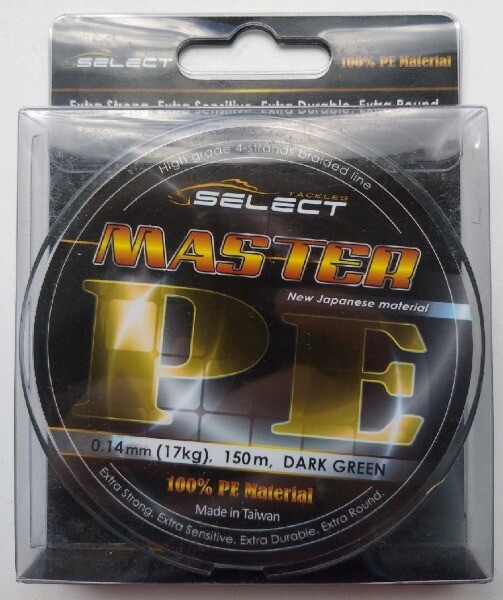 SELECT
100% PE Material
Extra Strong, Extra Sensitive, Extra Durable, Extra Round
High grade 4-strands braided line
TACKLES
SELECT
MASTER
New Japanese material
PE
0.14mm (17kg), 150m, DARK GREEN
100% PE Material
Made in Taiwan
Extra Strong, Extra Sensitive, Extra Durable, Extra Round.